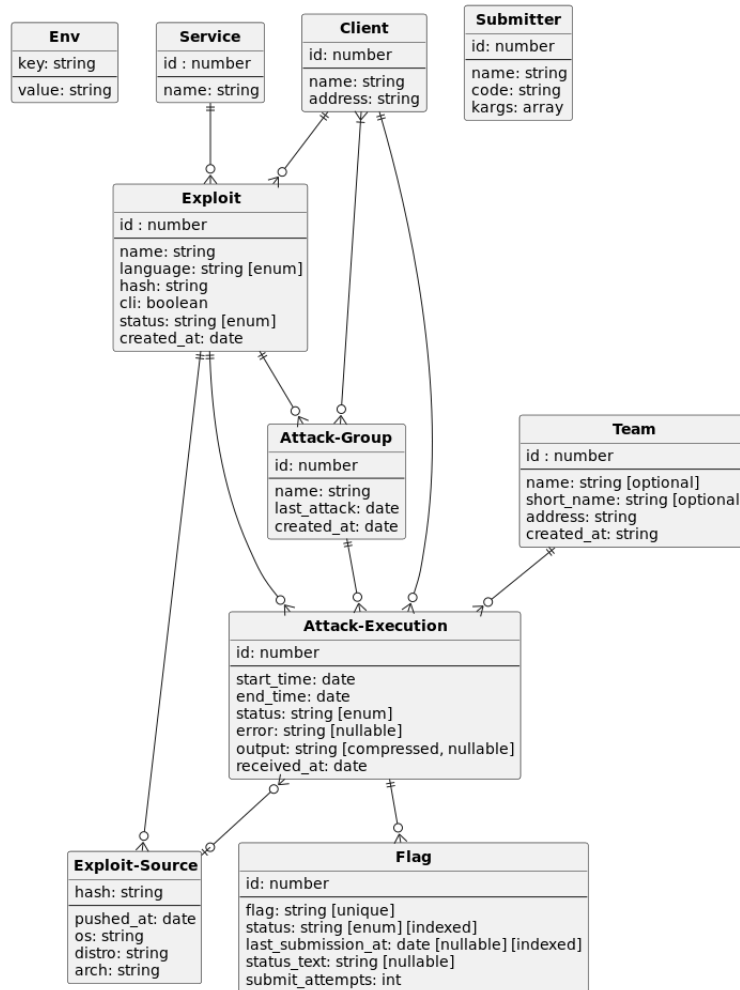 Env
key: string
value: string
Service
id : number
name: string
Client
id: number
name: string
address: string
Submitter
id: number
name: string
code: string
kargs: array
Exploit
id : number
name: string
language: string [enum]
hash: string
cli: boolean
status: string [enum]
created_at: date
Attack-Group
id: number
name: string
last_attack: date
created_at: date
Team
id : number
name: string [optional]
short_name: string [optional
address: string
created_at: string
Attack-Execution
id: number
start_time: date
end_time: date
status: string [enum]
error: string [nullable]
output: string [compressed, nullable]
received_at: date
Exploit-Source
hash: string
pushed_at: date
os: string
distro: string
arch: string
Flag
id: number
flag: string [unique]
status: string [enum] [indexed]
last_submission_at: date [nullable] [indexed]
status_text: string [nullable]
submit_attempts: int